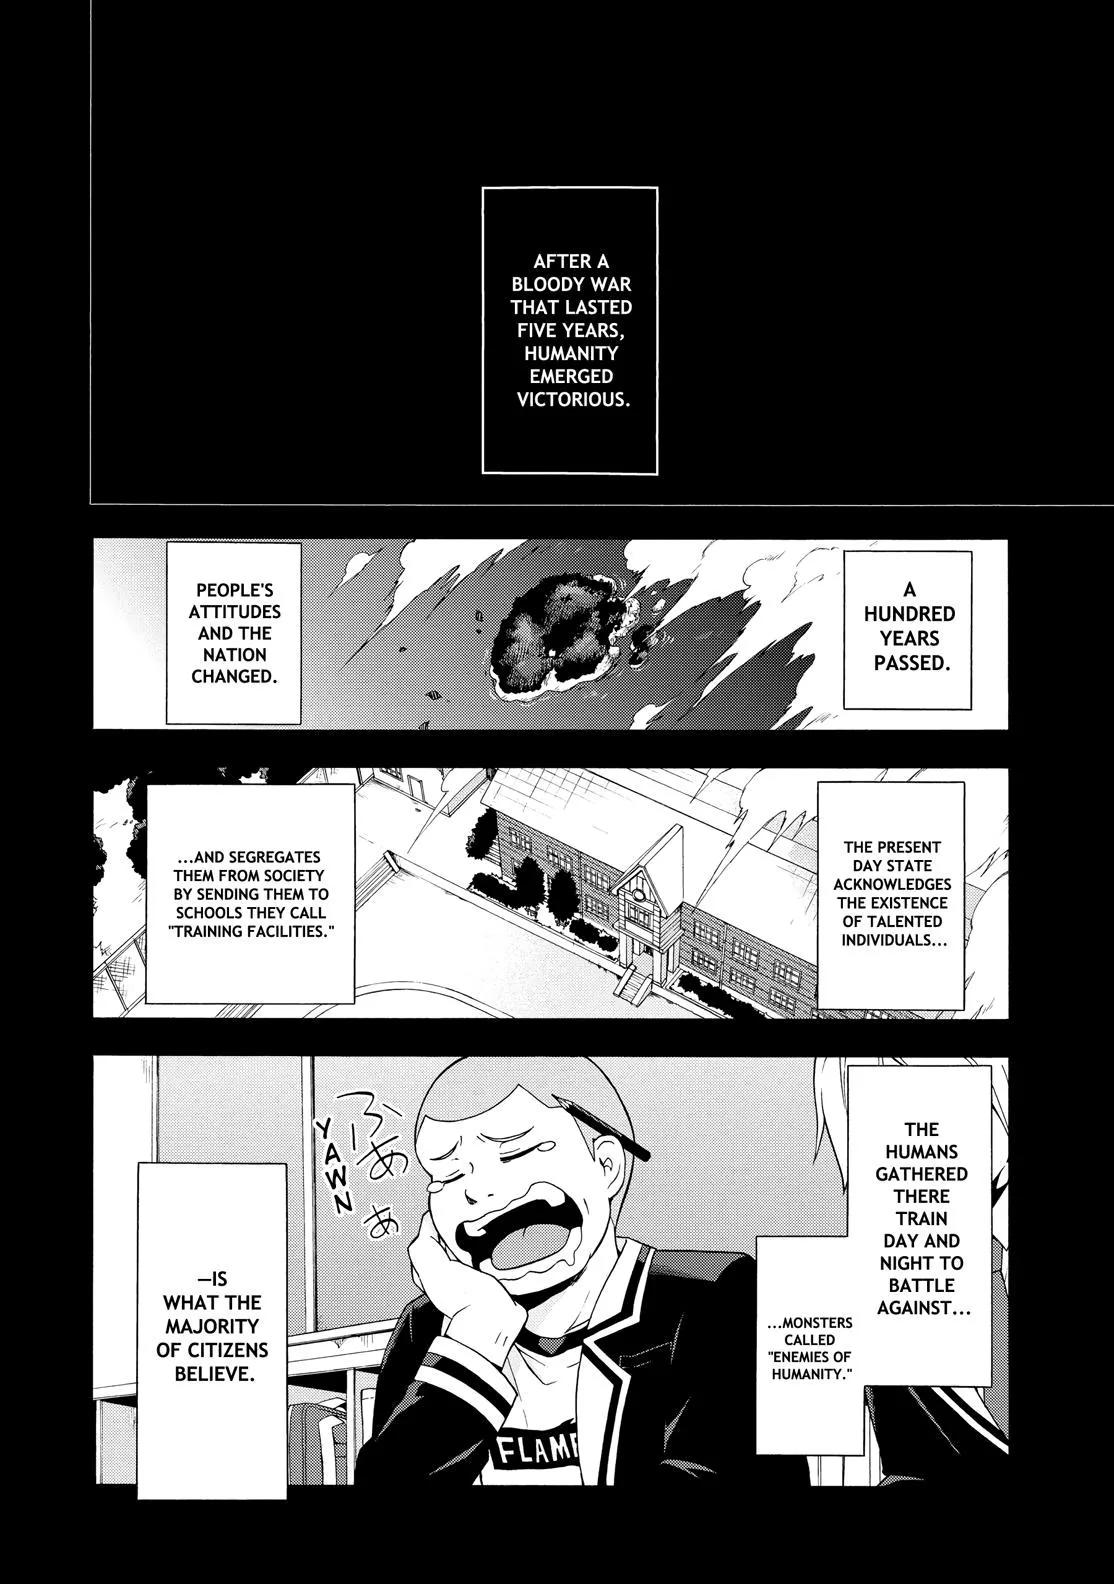 AFTER A
BLOODY WAR
THAT LASTED
FIVE YEARS,
HUMANITY
EMERGED
VICTORIOUS.
A
HUNDRED
YEARS
PASSED.
PEOPLE'S
ATTITUDES
AND THE
NATION
CHANGED.
THE PRESENT
DAY STATE
ACKNOWLEDGES
THE EXISTENCE
OF TALENTED
INDIVIDUALS...
...AND SEGREGATES
THEM FROM SOCIETY
BY SENDING THEM TO
SCHOOLS THEY CALL
"TRAINING FACILITIES."
THE
HUMANS
GATHERED
THERE
TRAIN
DAY AND
NIGHT TO
BATTLE
AGAINST...
...MONSTERS
CALLED
"ENEMIES OF
HUMANITY."
ふーあぁぁ
YAWN
FLAME
—IS
WHAT THE
MAJORITY
OF CITIZENS
BELIEVE.